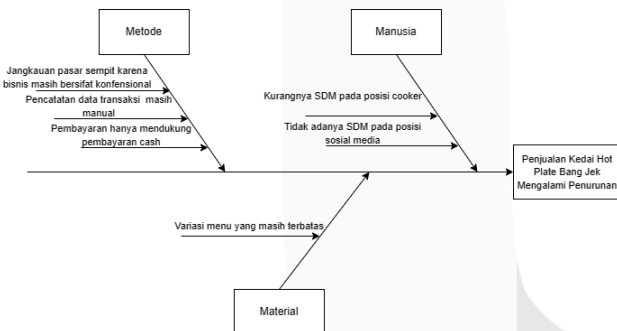 Metode
Manusia
Jangkauan pasar sempit karena
bisnis masih bersifat konfensional
Pencatatan data transaksi masih
manual
Pembayaran hanya mendukung
pembayaran cash
Kurangnya SDM pada posisi cooker
Tidak adanya SDM pada posisi
sosial media
Penjualan Kedai Hot
Plate Bang Jek
Mengalami Penurunan
Variasi menu yang masih terbatas
Material